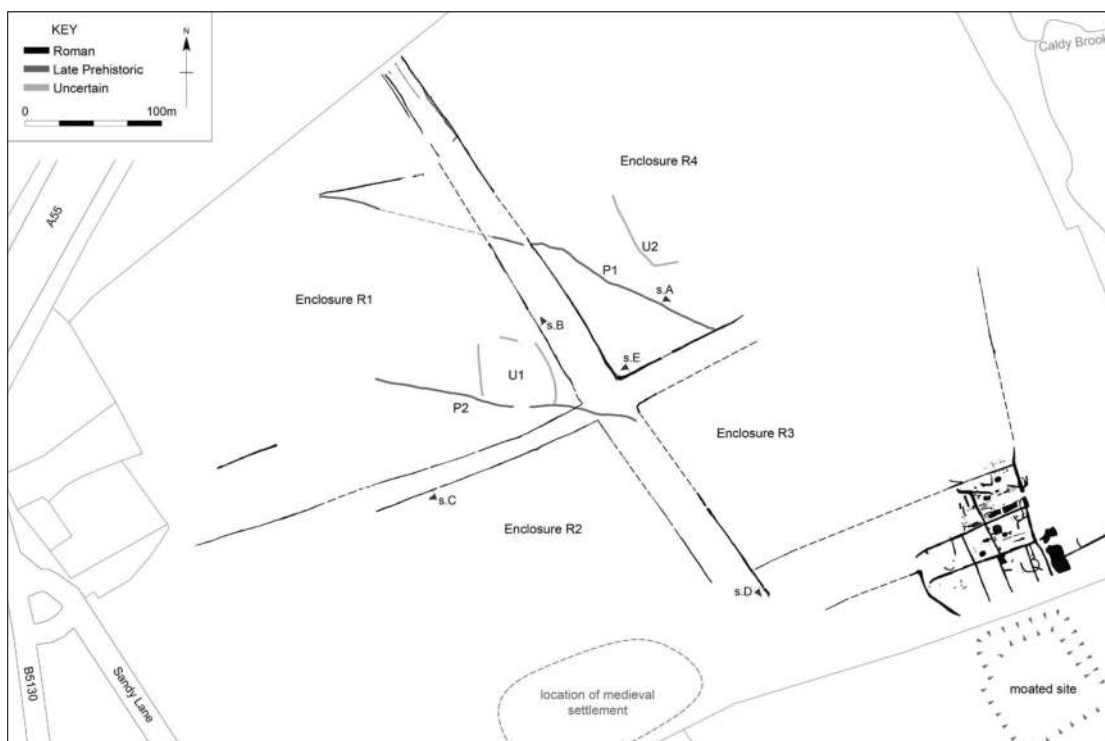 KEY
N
Roman
Late Prehistoric
Uncertain
0 100m
Caldy Brook
A55
Enclosure R4
U2
P1
s.A
Enclosure R1
s.B
s.E
U1
P2
Enclosure R3
s.C
Enclosure R2
s.D
B5130
Sandy Lane
location of medieval
settlement
moated site